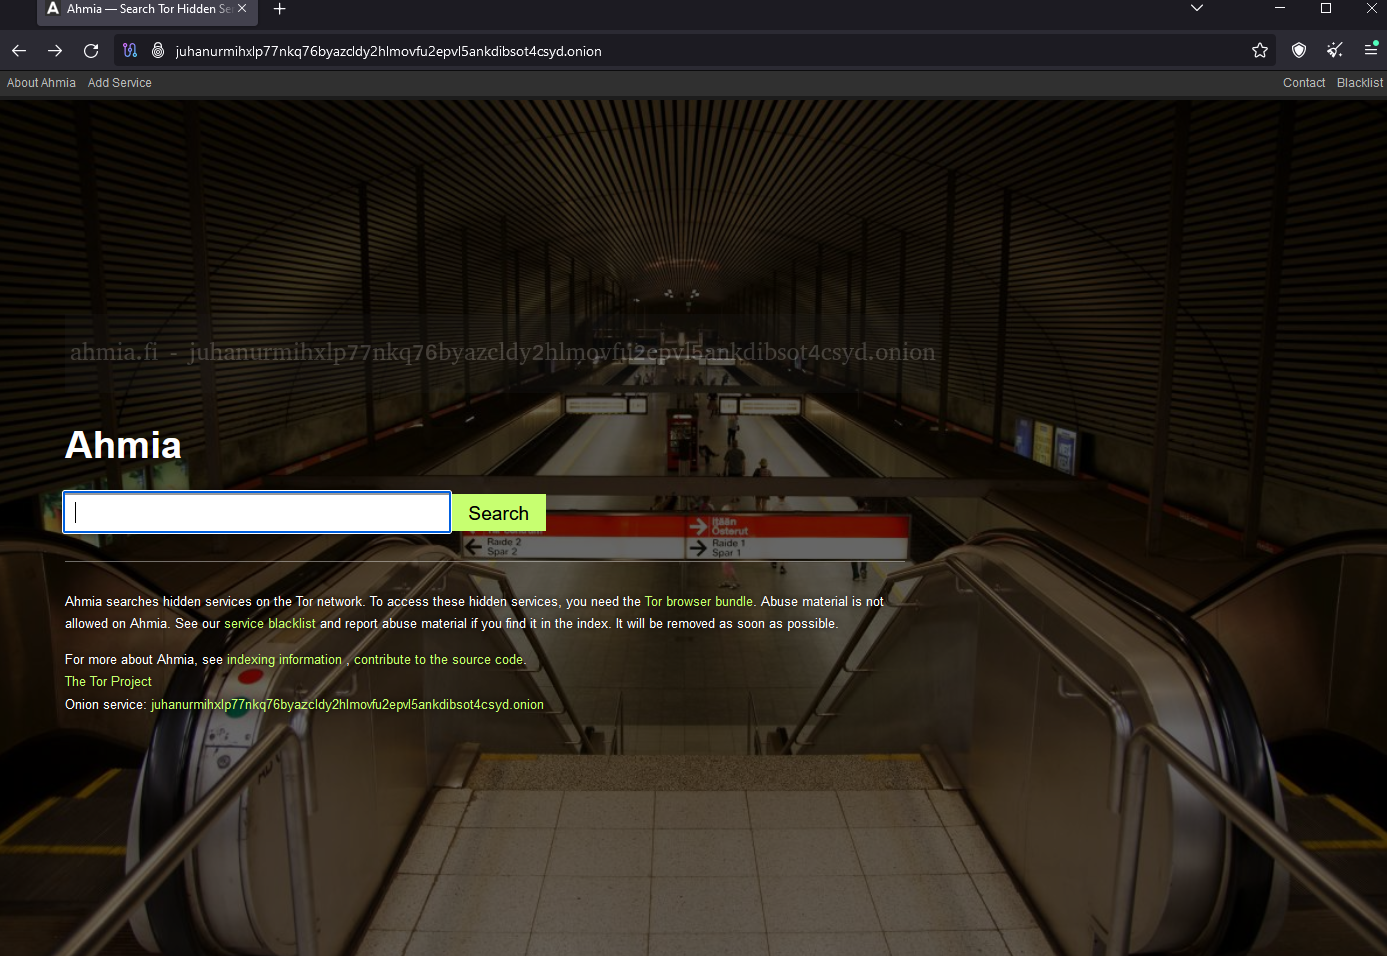 Ahmia — Search Tor Hidden Se
juhanurmihxlp77nkq76byazcldy2hlmovfu2epvl5ankdibsot4csyd.onion
About Ahmia Add Service Contact Blacklist
ahmia.fi - juhanurmihxlp77nkq76byazcldy2hlmovfu2epvl5ankdibsot4csyd.onion
Ahmia
Search
Itään
Österut
Raide 2
Spar 2
Raide 1
Spar 1
Ahmia searches hidden services on the Tor network. To access these hidden services, you need the Tor browser bundle. Abuse material is not
allowed on Ahmia. See our service blacklist and report abuse material if you find it in the index. It will be removed as soon as possible.
For more about Ahmia, see indexing information , contribute to the source code.
The Tor Project
Onion service: juhanurmihxlp77nkq76byazcldy2hlmovfu2epvl5ankdibsot4csyd.onion